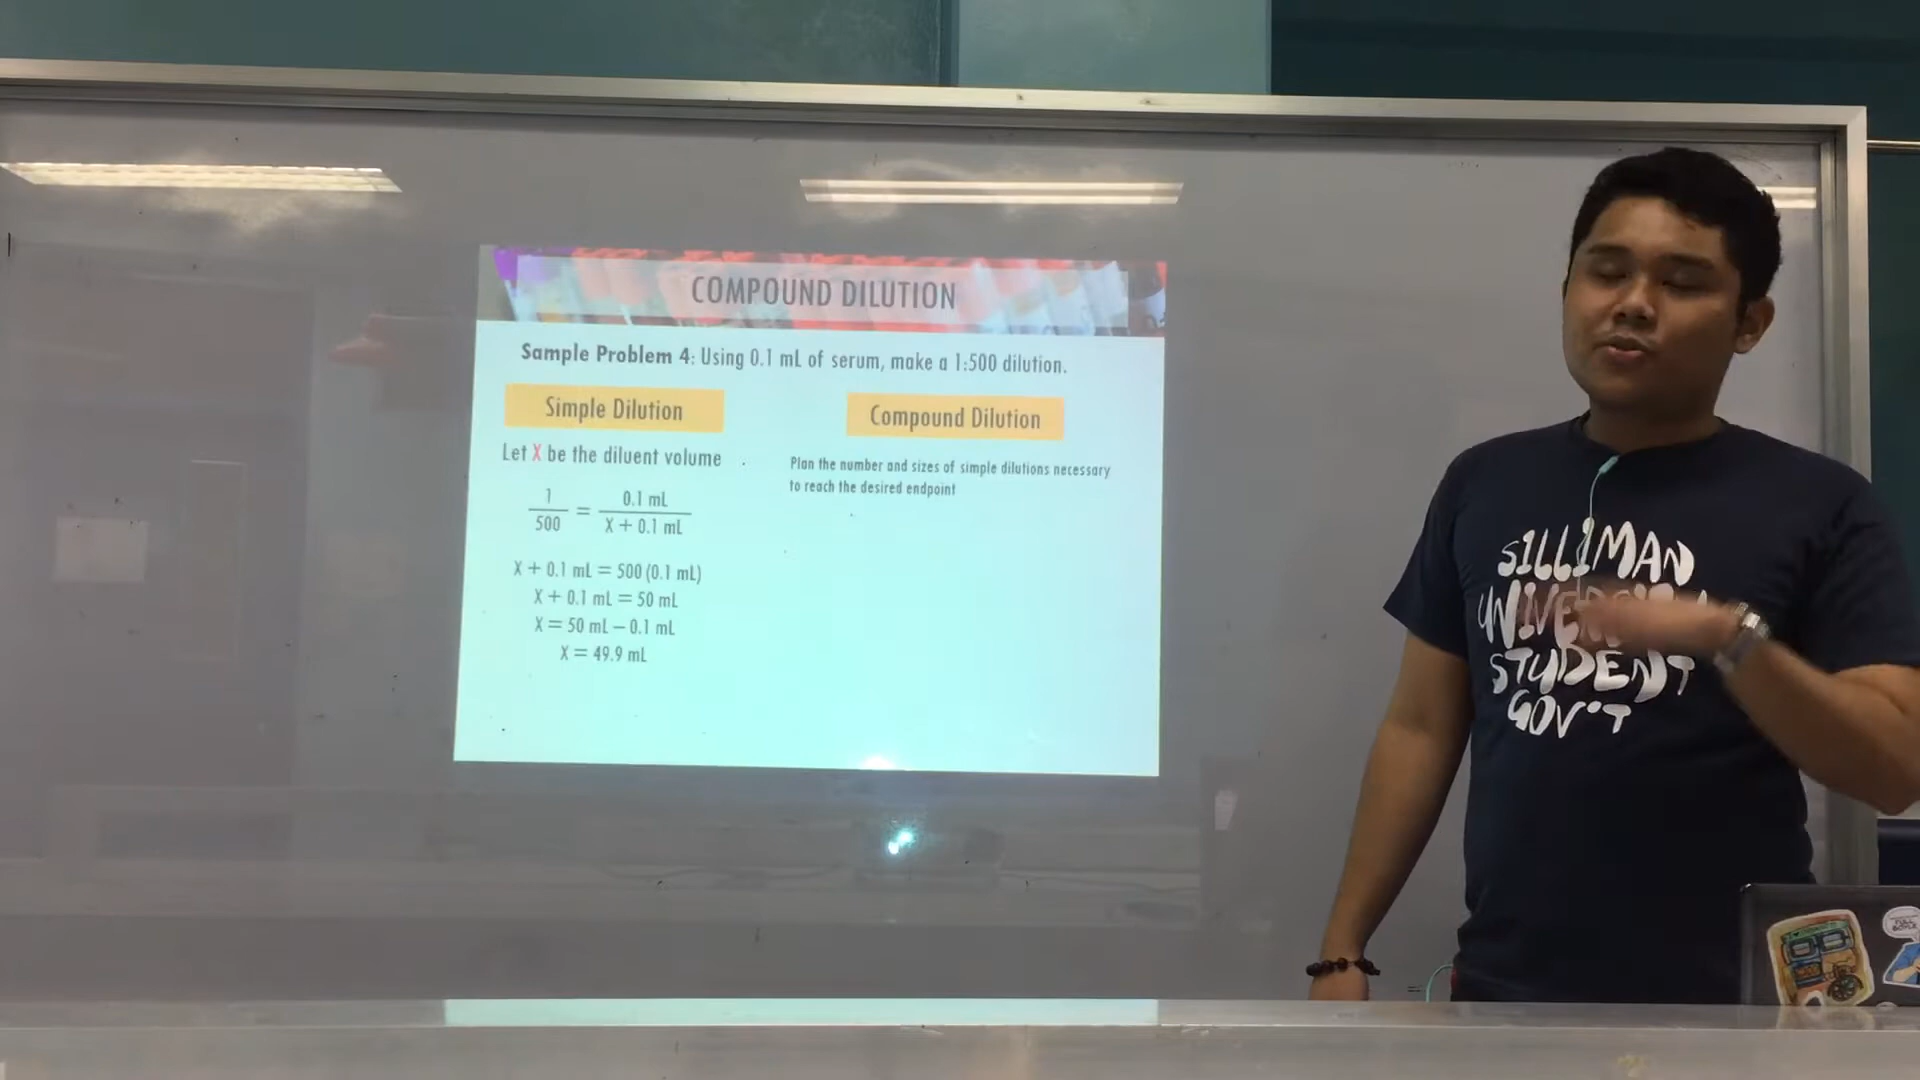 COMPOUND DILUTION
Sample Problem 4: Using 0.1 mL of serum, make a 1:500 dilution.
Simple Dilution
Let X be the diluent volume
1/500 = 0.1 mL/X + 0.1 mL
X + 0.1 mL = 500 (0.1 mL)
X + 0.1 mL = 50 mL
X = 50 mL – 0.1 mL
X = 49.9 mL
Compound Dilution
Plan the number and sizes of simple dilutions necessary
to reach the desired endpoint
SILLIMAN
STUDENT
GOV'T